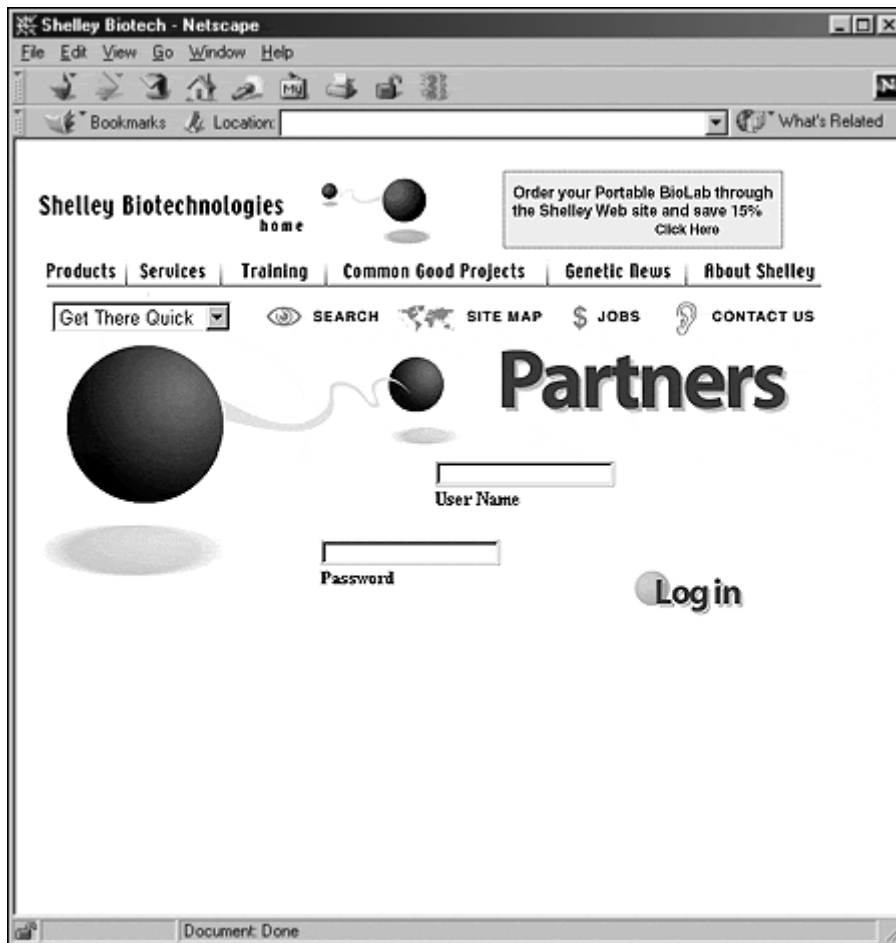 Shelley Biotech - Netscape
File Edit View Go Window Help
My
N
Bookmarks Location: What's Related
Shelley Biotechnologies
home
Order your Portable BioLab through
the Shelley Web site and save 15%
Click Here
Products Services Training Common Good Projects Genetic News About Shelley
Get There Quick SEARCH SITE MAP $ JOBS CONTACT US
Partners
User Name
Password
Log in
Document: Done